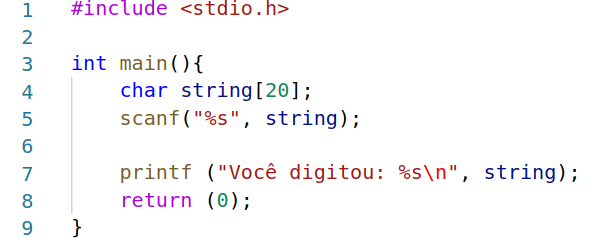 1 #include <stdio.h>
2
3 int main(){
4 char string[20];
5 scanf("%s", string);
6
7 printf ("Você digitou: %s\n", string);
8 return (0);
9 }